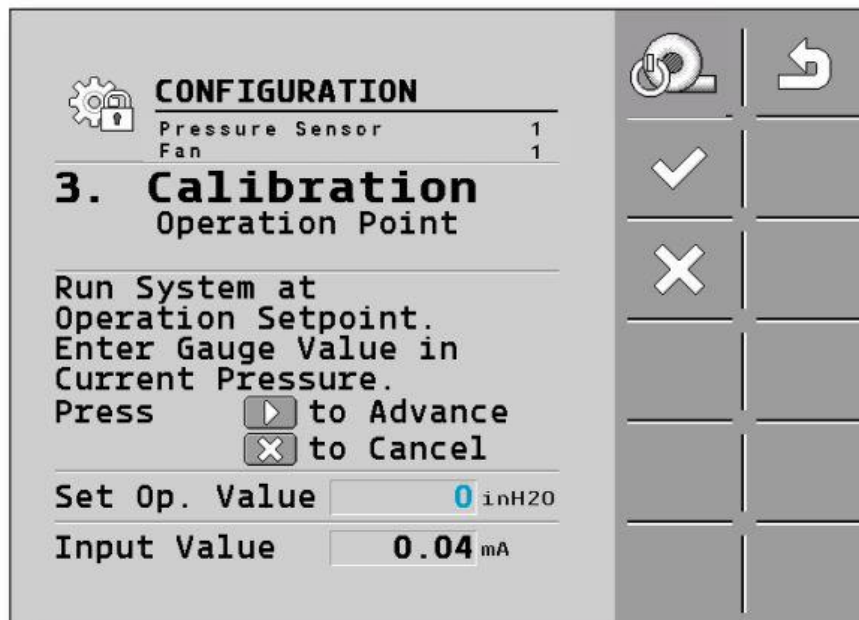 CONFIGURATION
Pressure Sensor 1
Fan 1
3. Calibration
Operation Point
Run System at
Operation Setpoint.
Enter Gauge Value in
Current Pressure.
Press to Advance
to Cancel
Set Op. Value 0 inH2O
Input Value 0.04 mA